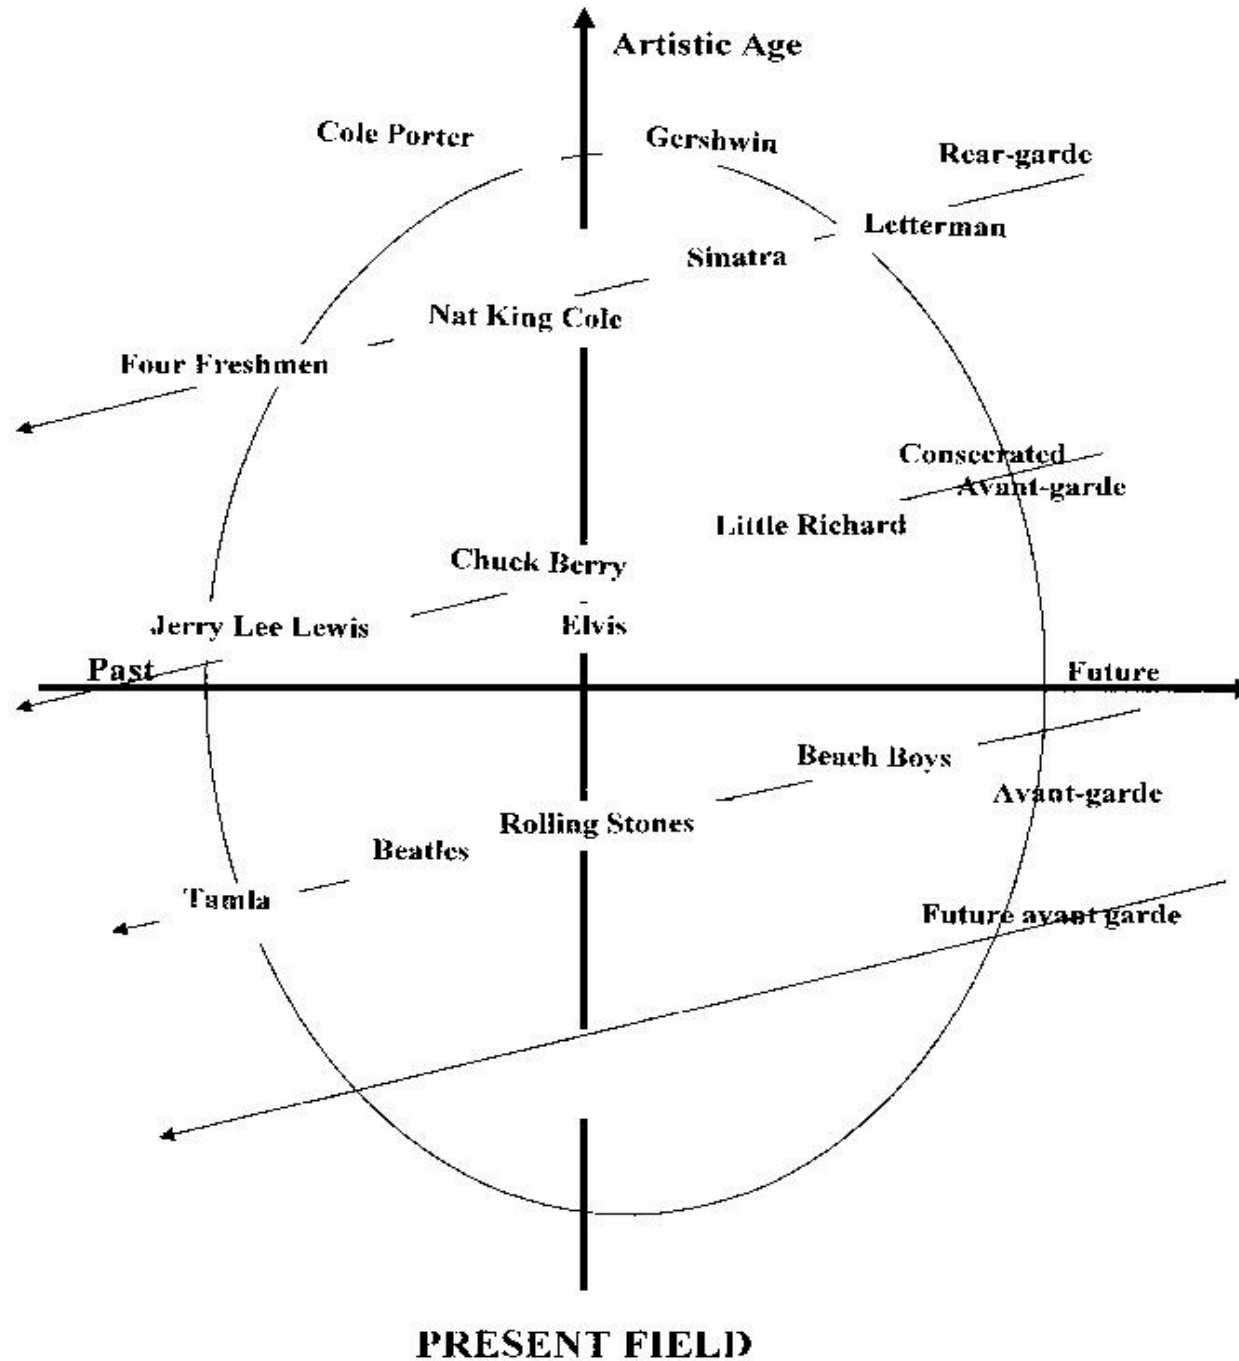 Artistic Age
Cole Porter
Gershwin
Rear-garde
Letterman
Sinatra
Nat King Cole
Four Freshmen
Consecrated
Avant-garde
Little Richard
Chuck Berry
Jerry Lee Lewis
Elvis
Past
Future
Beach Boys
Avant-garde
Rolling Stones
Beatles
Tamla
Future avant garde
PRESENT FIELD